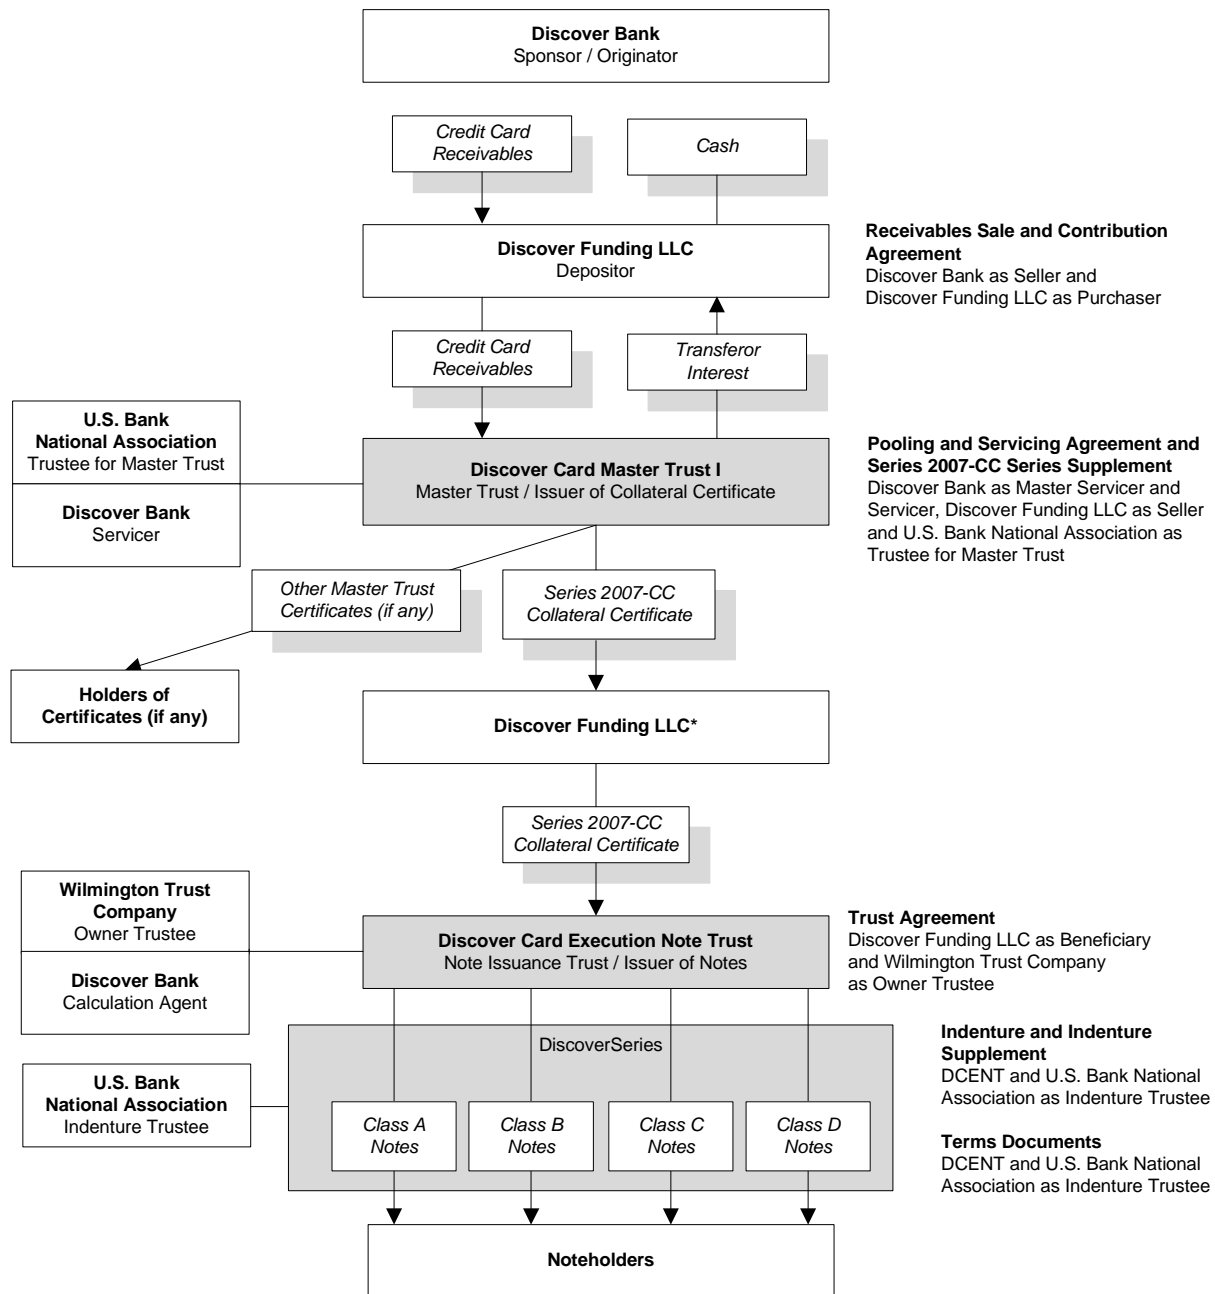 Discover Bank
Sponsor / Originator
Credit Card
Receivables
Cash
Discover Funding LLC
Depositor
Receivables Sale and Contribution
Agreement
Discover Bank as Seller and
Discover Funding LLC as Purchaser
Credit Card
Receivables
Transferor
Interest
U.S. Bank
National Association
Trustee for Master Trust
Discover Bank
Servicer
Discover Card Master Trust I
Master Trust / Issuer of Collateral Certificate
Pooling and Servicing Agreement and
Series 2007-CC Series Supplement
Discover Bank as Master Servicer and
Servicer, Discover Funding LLC as Seller
and U.S. Bank National Association as
Trustee for Master Trust
Other Master Trust
Certificates (if any)
Series 2007-CC
Collateral Certificate
Holders of
Certificates (if any)
Discover Funding LLC*
Series 2007-CC
Collateral Certificate
Wilmington Trust
Company
Owner Trustee
Discover Bank
Calculation Agent
Discover Card Execution Note Trust
Note Issuance Trust / Issuer of Notes
Trust Agreement
Discover Funding LLC as Beneficiary
and Wilmington Trust Company
as Owner Trustee
DiscoverSeries
U.S. Bank
National Association
Indenture Trustee
Class A
Notes
Class B
Notes
Class C
Notes
Class D
Notes
Indenture and Indenture
Supplement
DCENT and U.S. Bank National
Association as Indenture Trustee
Terms Documents
DCENT and U.S. Bank National
Association as Indenture Trustee
Noteholders